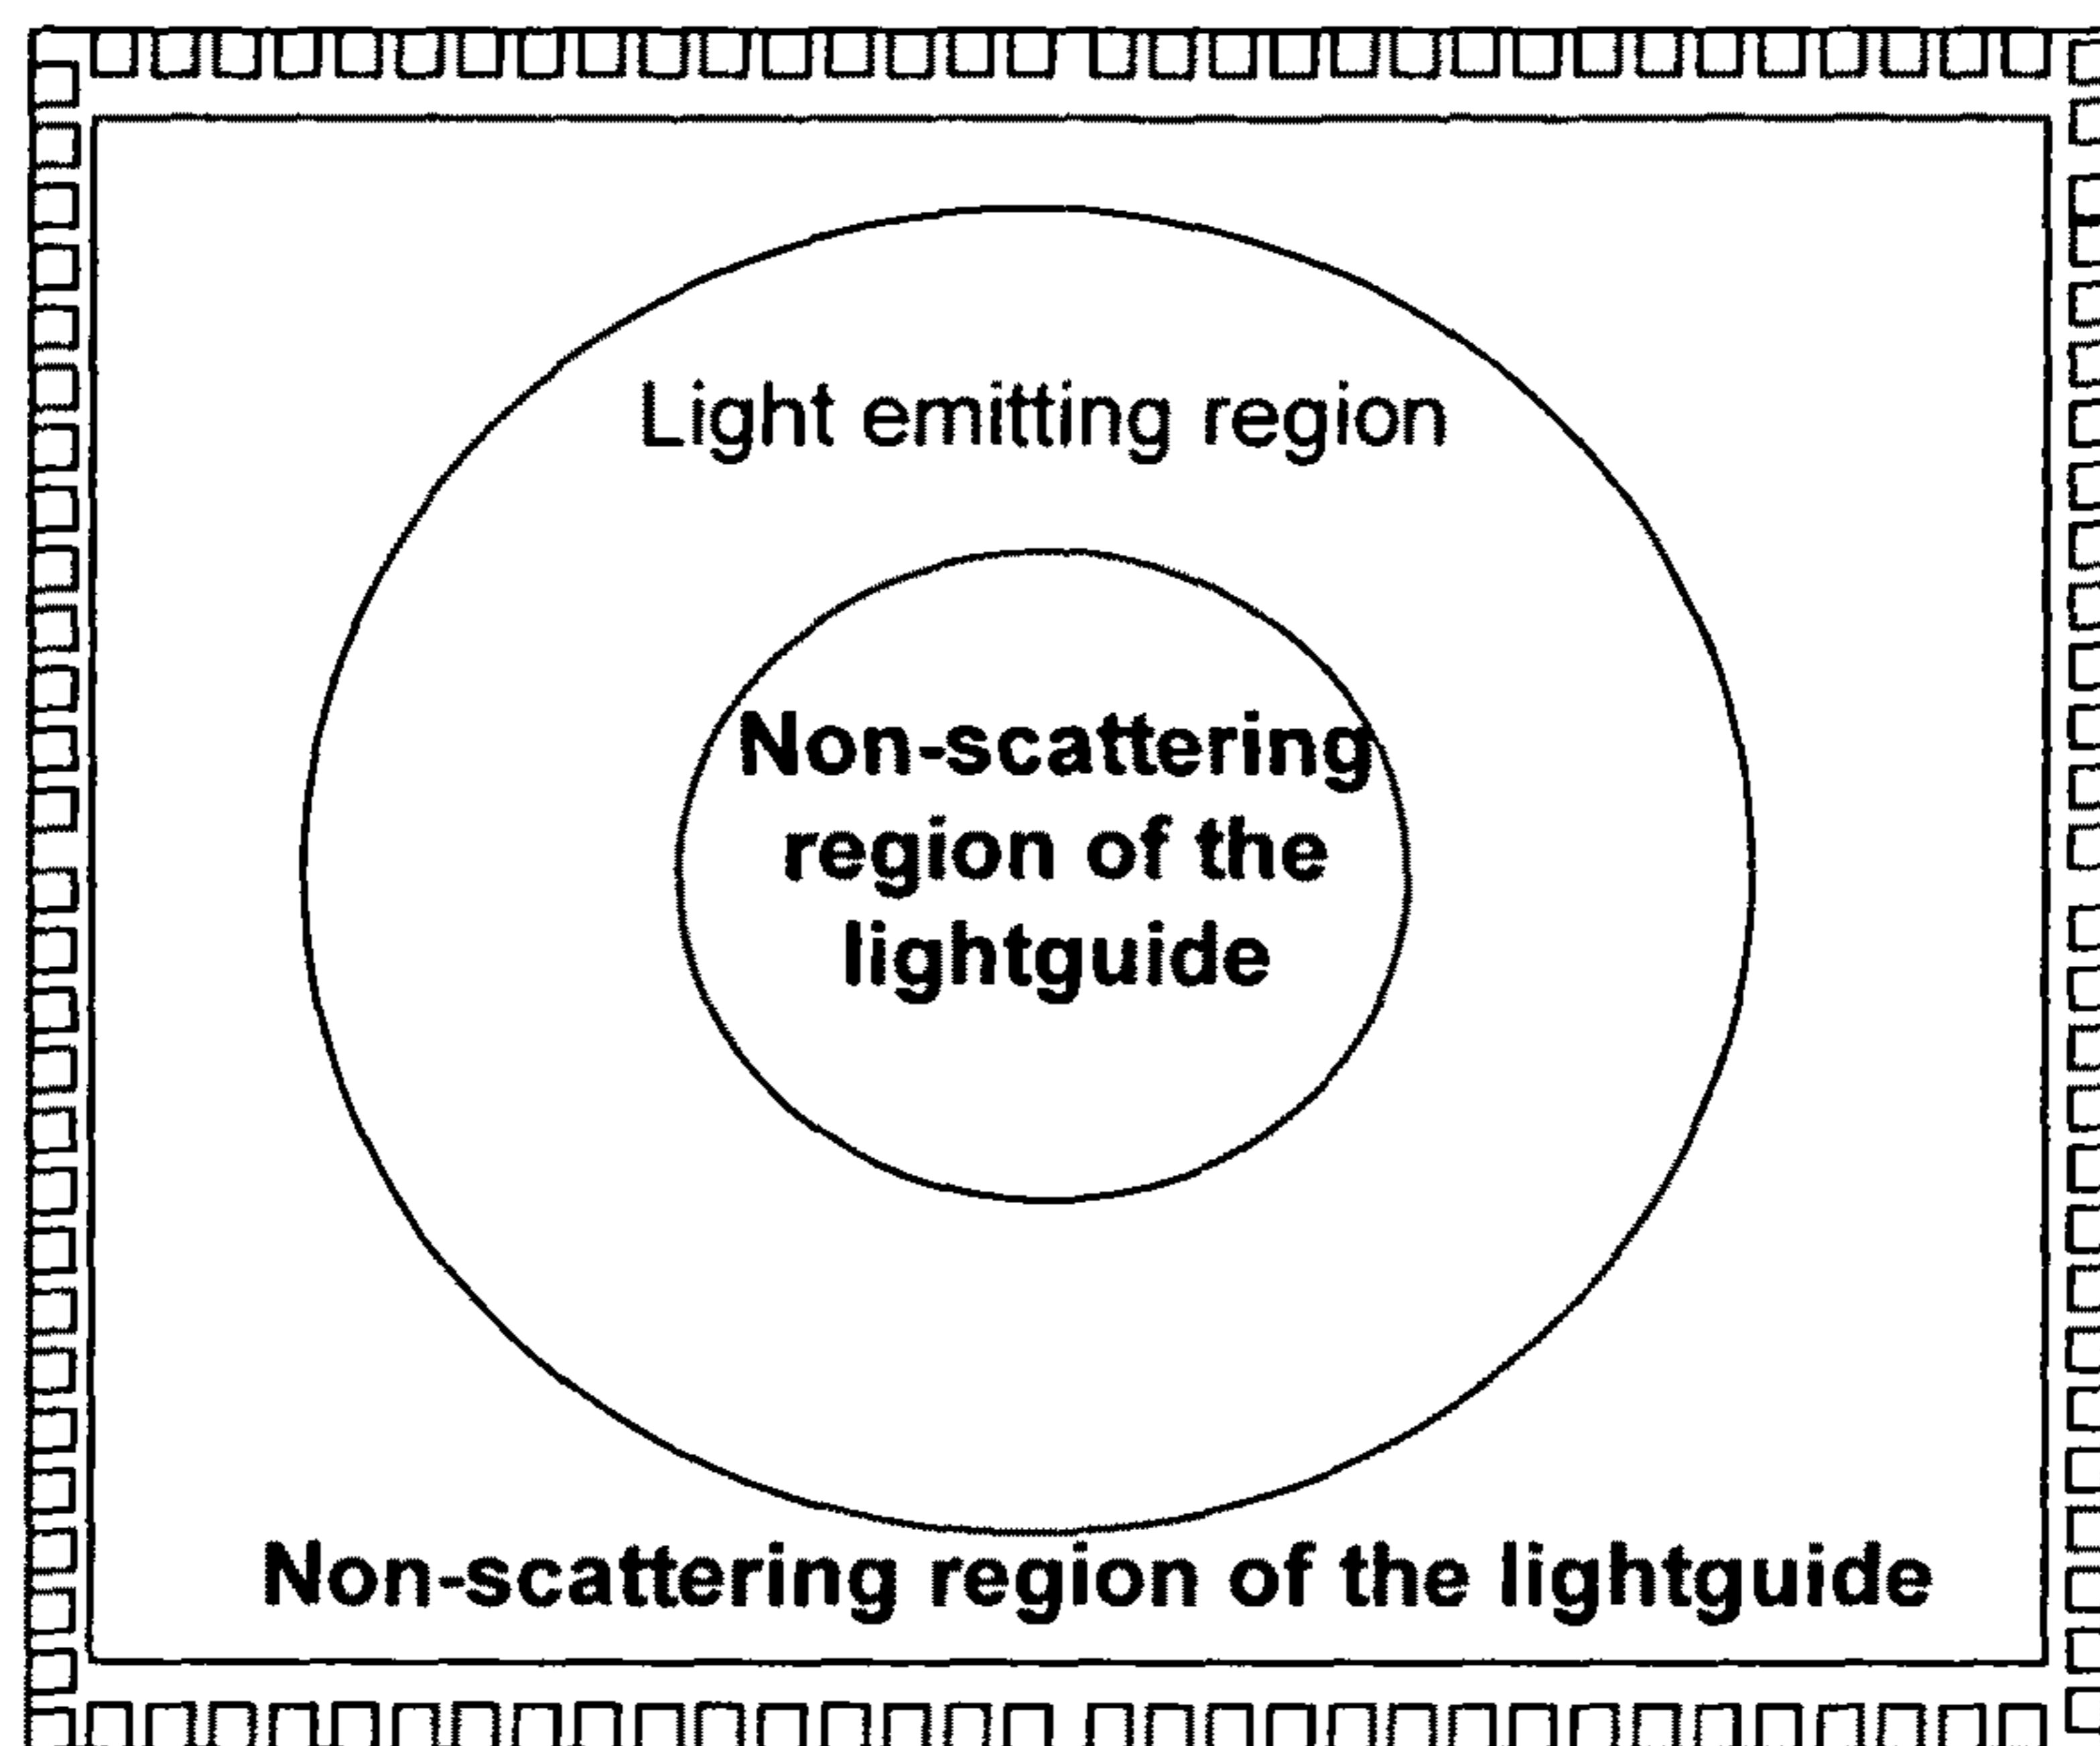 Light emitting region
Non-scattering
region of the
lightguide
Non-scattering region of the lightguide